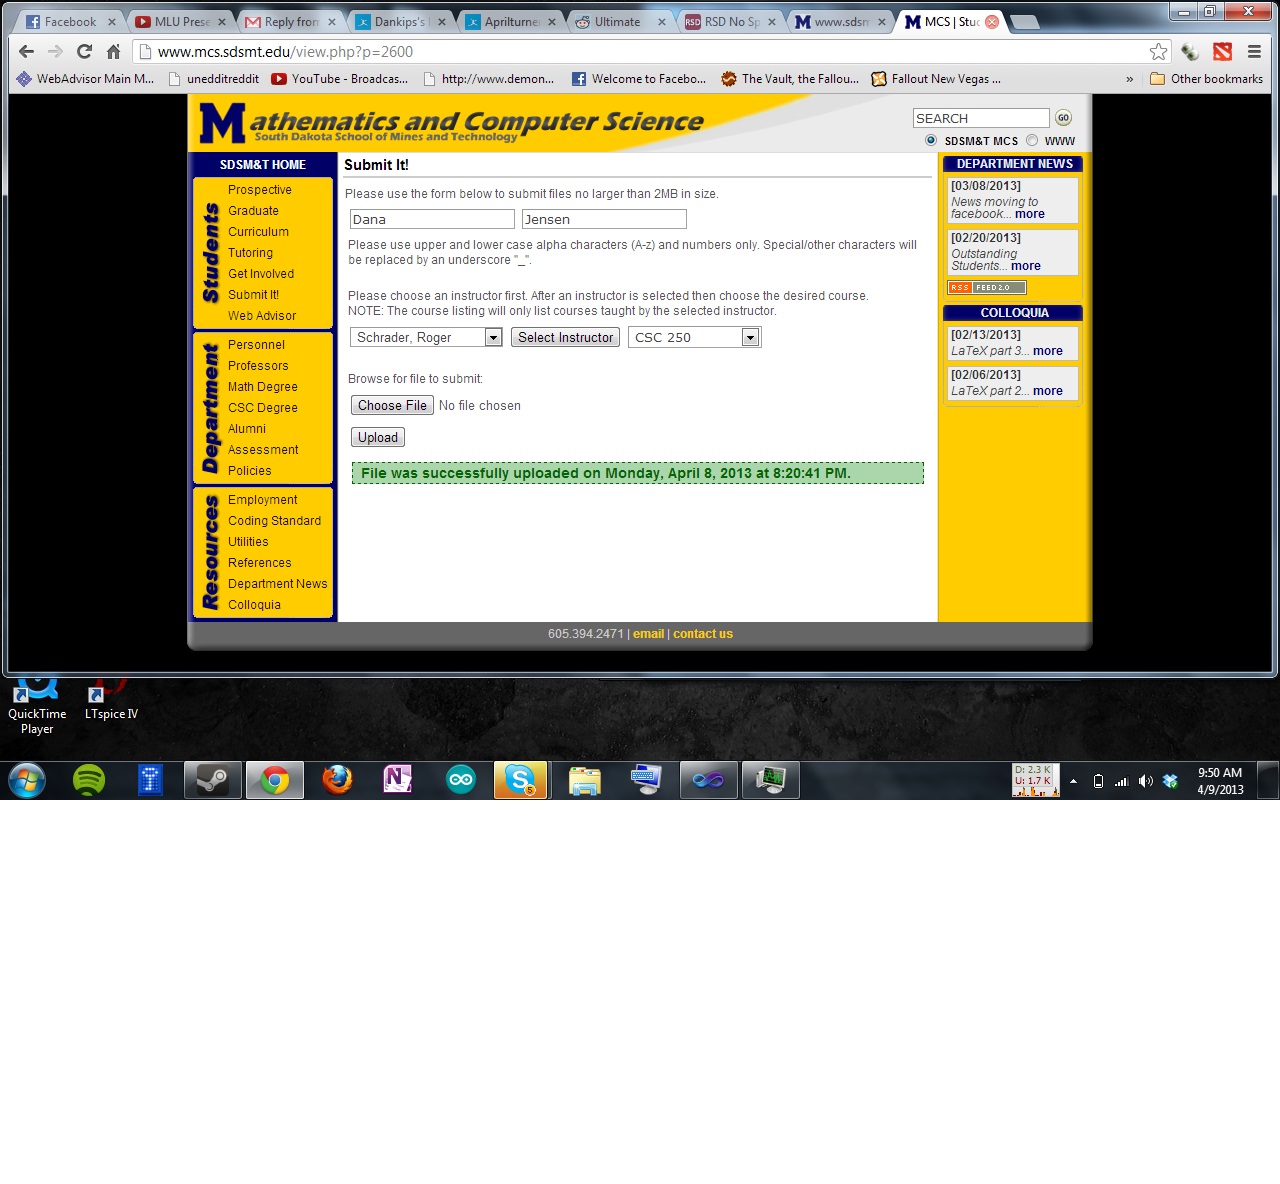 Facebook
MLU Prese
Reply from
Dankips's
Aprilturner
Ultimate
RSD No Sp
www.sdsm
MCS | Stud
www.mcs.sdsmt.edu/view.php?p=2600
WebAdvisor Main M...
unedditreddit
YouTube - Broadcas...
http://www.demon...
Welcome to Facebo...
The Vault, the Fallou...
Fallout New Vegas ...
»
Other bookmarks
Mathematics and Computer Science
South Dakota School of Mines and Technology
SEARCH
GO
SDSM&T MCS
WWW
SDSM&T HOME
Students
Prospective
Graduate
Curriculum
Tutoring
Get Involved
Submit It!
Web Advisor
Department
Personnel
Professors
Math Degree
CSC Degree
Alumni
Assessment
Policies
Resources
Employment
Coding Standard
Utilities
References
Department News
Colloquia
Submit It!
Please use the form below to submit files no larger than 2MB in size.
Dana
Jensen
Please use upper and lower case alpha characters (A-z) and numbers only. Special/other characters will
be replaced by an underscore "_".
Please choose an instructor first. After an instructor is selected then choose the desired course.
NOTE: The course listing will only list courses taught by the selected instructor.
Schrader, Roger
Select Instructor
CSC 250
Browse for file to submit:
Choose File
No file chosen
Upload
File was successfully uploaded on Monday, April 8, 2013 at 8:20:41 PM.
DEPARTMENT NEWS
[03/08/2013]
News moving to
facebook... more
[02/20/2013]
Outstanding
Students... more
RSS FEED 2.0
COLLOQUIA
[02/13/2013]
LaTeX part 3... more
[02/06/2013]
LaTeX part 2... more
605.394.2471 | email | contact us
QuickTime
Player
LTspice IV
D: 2.3 K
U: 1.7 K
9:50 AM
4/9/2013